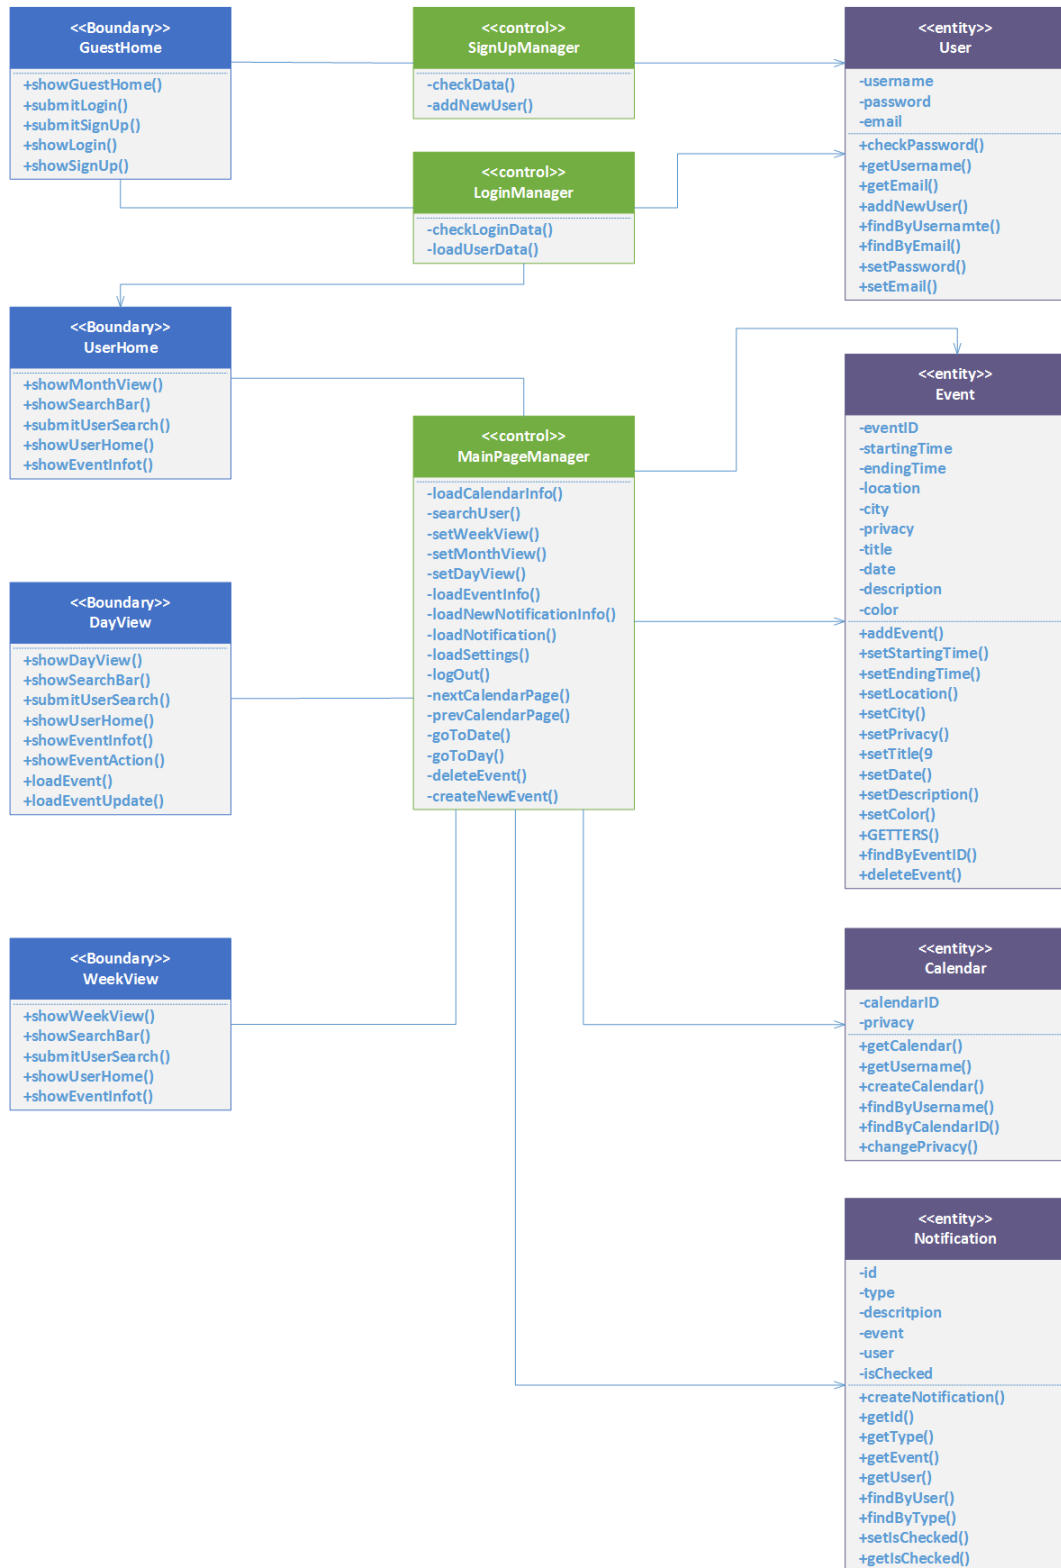 <<Boundary>>
GuestHome
+showGuestHome()
+submitLogin()
+submitSignUp()
+showLogin()
+showSignUp()
<<control>>
SignUpManager
-checkData()
-addNewUser()
<<entity>>
User
-username
-password
-email
+checkPassword()
+getUsername()
+getEmail()
+addNewUser()
+findByUsernamte()
+findByEmail()
+setPassword()
+setEmail()
<<control>>
LoginManager
-checkLoginData()
-loadUserData()
<<Boundary>>
UserHome
+showMonthView()
+showSearchBar()
+submitUserSearch()
+showUserHome()
+showEventInfot()
<<control>>
MainPageManager
-loadCalendarInfo()
-searchUser()
-setWeekView()
-setMonthView()
-setDayView()
-loadEventInfo()
-loadNewNotificationInfo()
-loadNotification()
-loadSettings()
-logOut()
-nextCalendarPage()
-prevCalendarPage()
-goToDate()
-goToDay()
-deleteEvent()
-createNewEvent()
<<entity>>
Event
-eventID
-startingTime
-endingTime
-location
-city
-privacy
-title
-date
-description
-color
+addEvent()
+setStartingTime()
+setEndingTime()
+setLocation()
+setCity()
+setPrivacy()
+setTitle(9
+setDate()
+setDescription()
+setColor()
+GETTERS()
+findByEventID()
+deleteEvent()
<<Boundary>>
DayView
+showDayView()
+showSearchBar()
+submitUserSearch()
+showUserHome()
+showEventInfot()
+showEventAction()
+loadEvent()
+loadEventUpdate()
<<Boundary>>
WeekView
+showWeekView()
+showSearchBar()
+submitUserSearch()
+showUserHome()
+showEventInfot()
<<entity>>
Calendar
-calendarID
-privacy
+getCalendar()
+getUsername()
+createCalendar()
+findByUsername()
+findByCalendarID()
+changePrivacy()
<<entity>>
Notification
-id
-type
-descritpion
-event
-user
-isChecked
+createNotification()
+getId()
+getType()
+getEvent()
+getUser()
+findByUser()
+findByType()
+setIsChecked()
+getIsChecked()